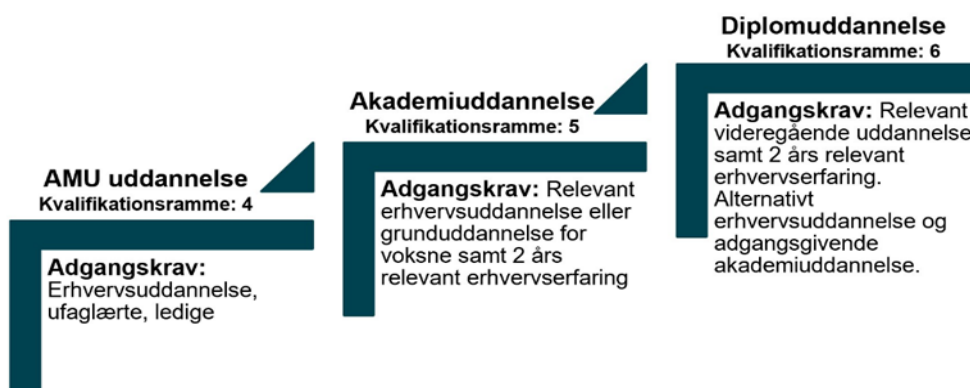 AMU uddannelse
Kvalifikationsramme: 4
Adgangskrav:
Erhvervsuddannelse,
ufaglærte, ledige
Akademiuddannelse
Kvalifikationsramme: 5
Adgangskrav: Relevant
erhvervsuddannelse eller
grunduddannelse for
voksne samt 2 års
relevant erhvervserfaring
Diplomuddannelse
Kvalifikationsramme: 6
Adgangskrav: Relevant
videregående uddannelse
samt 2 års relevant
erhvervserfaring.
Alternativt
erhvervsuddannelse og
adgangsgivende
akademiuddannelse.